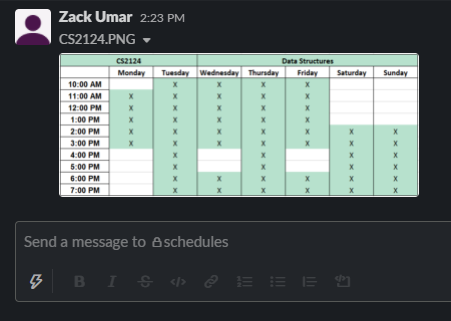 Zack Umar 2:23 PM
CS2124.PNG
CS2124 Data Structures
Monday Tuesday Wednesday Thursday Friday Saturday Sunday
10:00 AM X X X X
11:00 AM X X X X X
12:00 PM X X X X X
1:00 PM X X X X X
2:00 PM X X X X X X X
3:00 PM X X X X X X X
4:00 PM X X X X
5:00 PM X X X X
6:00 PM X X X X X X
7:00 PM X X X X X X
Send a message to schedules
B I S </>